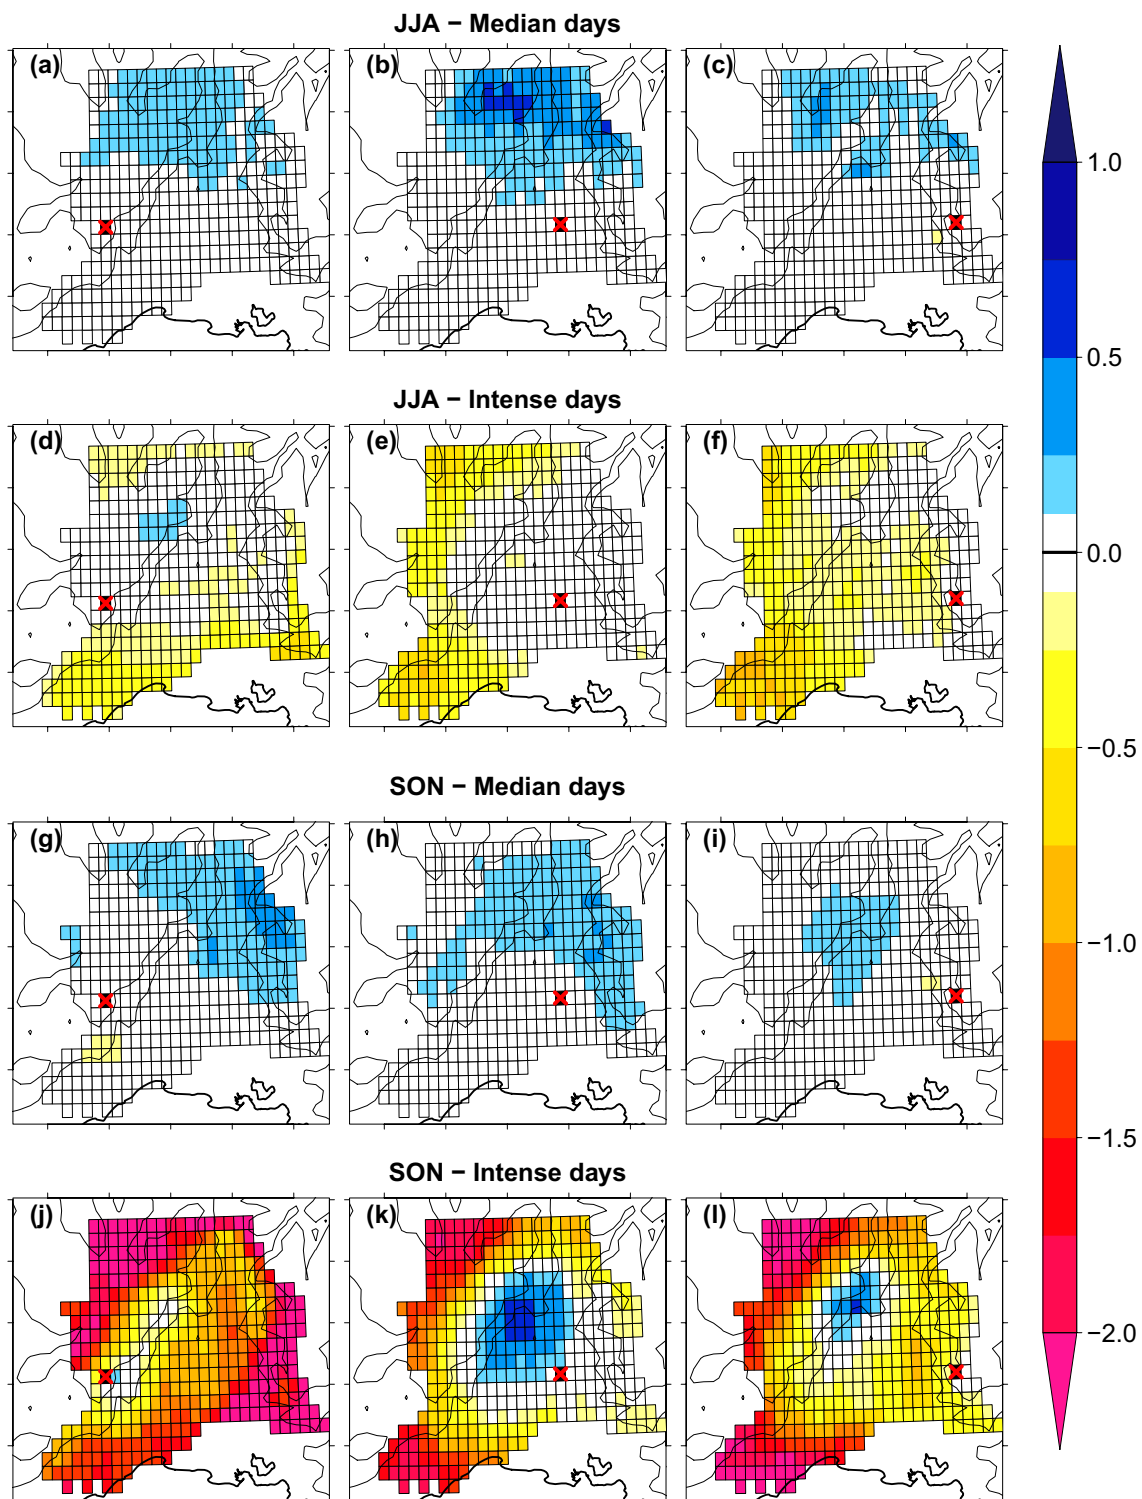 JJA − Median days
(a) (b) (c)
1.0
0.5
JJA − Intense days
(d) (e) (f)
0.0
−0.5
SON − Median days
(g) (h) (i)
−1.0
−1.5
SON − Intense days
(j) (k) (l)
−2.0